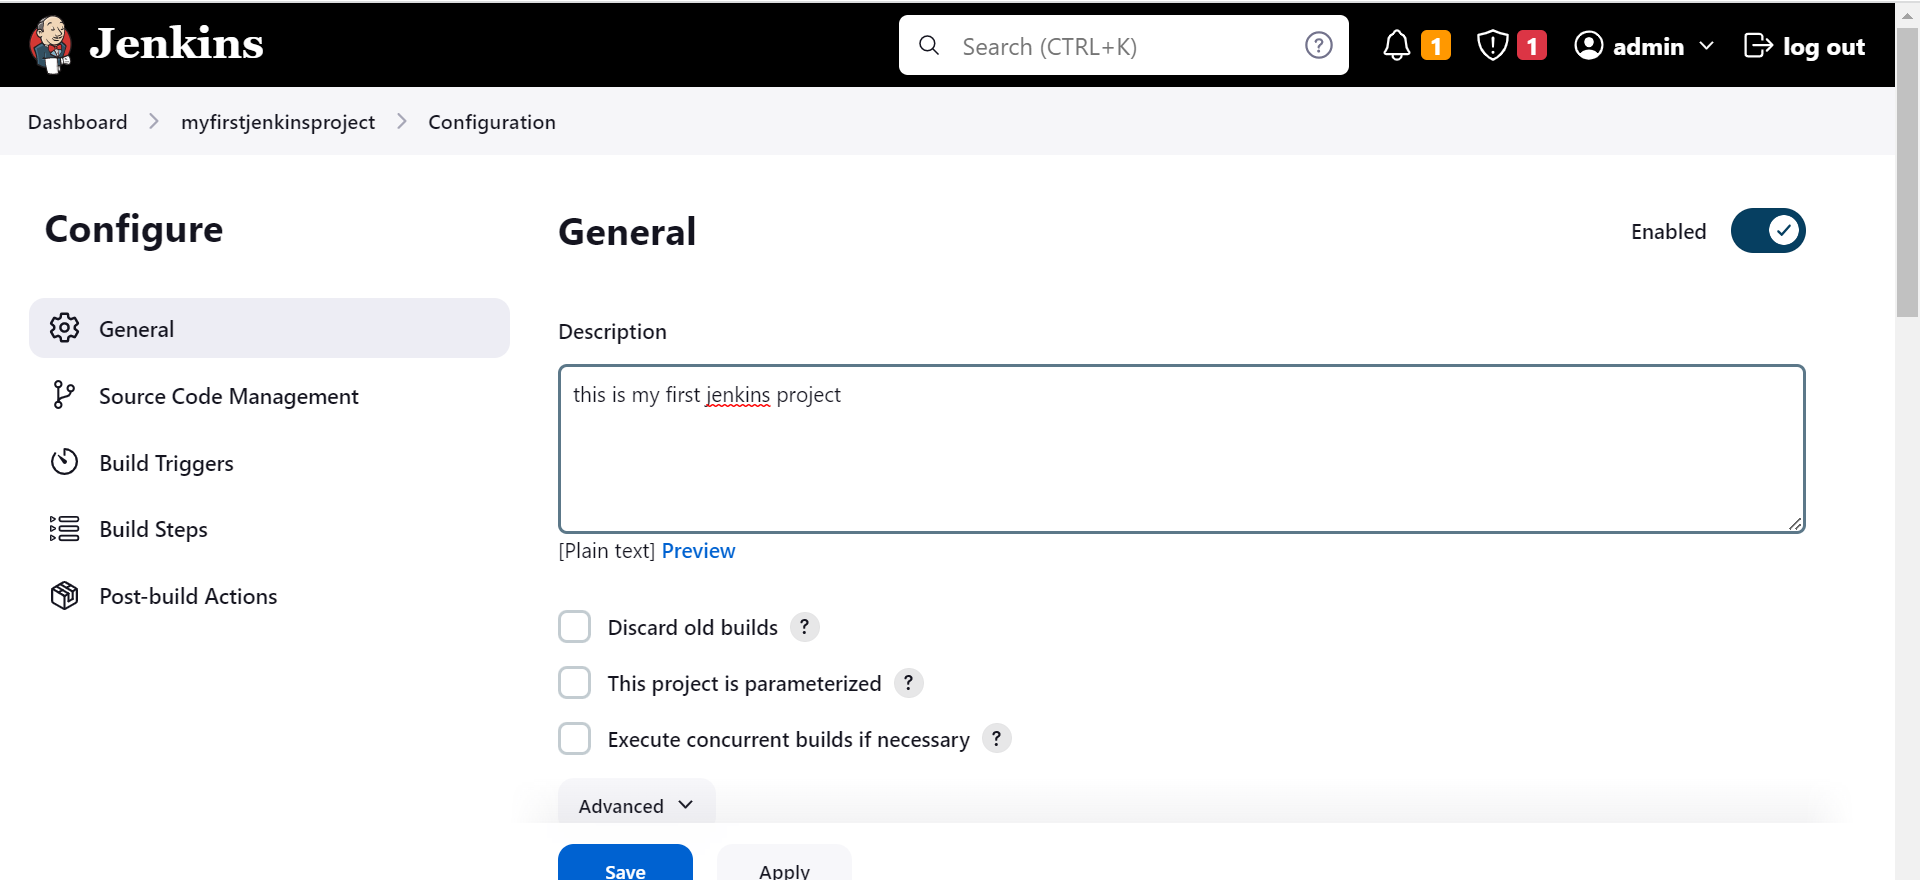 Jenkins
Search (CTRL+K) ?
1
1
admin
log out
Dashboard > myfirstjenkinsproject > Configuration
Configure
General
Source Code Management
Build Triggers
Build Steps
Post-build Actions
General
Enabled
Description
this is my first jenkins project
[Plain text] Preview
Discard old builds ?
This project is parameterized ?
Execute concurrent builds if necessary ?
Advanced
Save
Apply